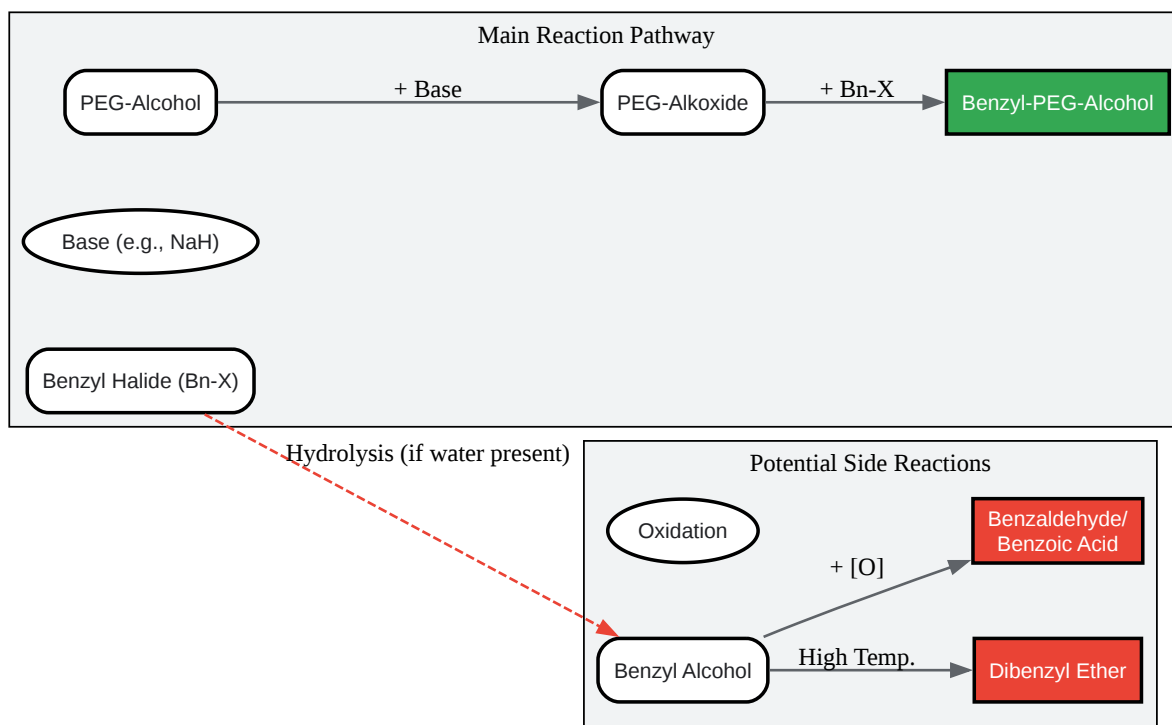 Main Reaction Pathway
PEG-Alcohol
+ Base
PEG-Alkoxide
+ Bn-X
Benzyl-PEG-Alcohol
Base (e.g., NaH)
Benzyl Halide (Bn-X)
Hydrolysis (if water present)
Potential Side Reactions
Oxidation
Benzaldehyde/
Benzoic Acid
+ [O]
Benzyl Alcohol
High Temp.
Dibenzyl Ether